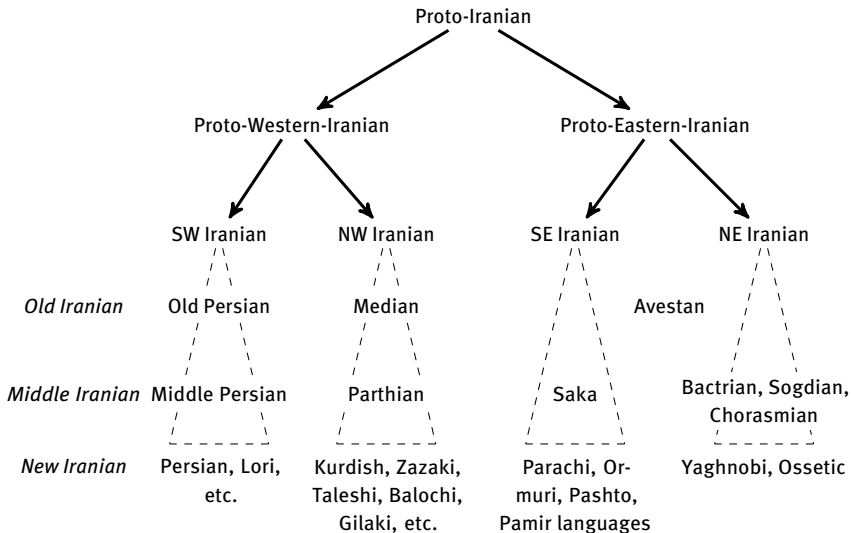 Proto-Iranian
Proto-Western-Iranian Proto-Eastern-Iranian
SW Iranian NW Iranian SE Iranian NE Iranian
Old Iranian Old Persian Median Avestan
Middle Iranian Middle Persian Parthian Saka Bactrian, Sogdian,
Chorasmian
New Iranian Persian, Lori, Kurdish, Zazaki, Parachi, Or- Yaghnobi, Ossetic
etc. Taleshi, Balochi, muri, Pashto,
Gilaki, etc. Pamir languages